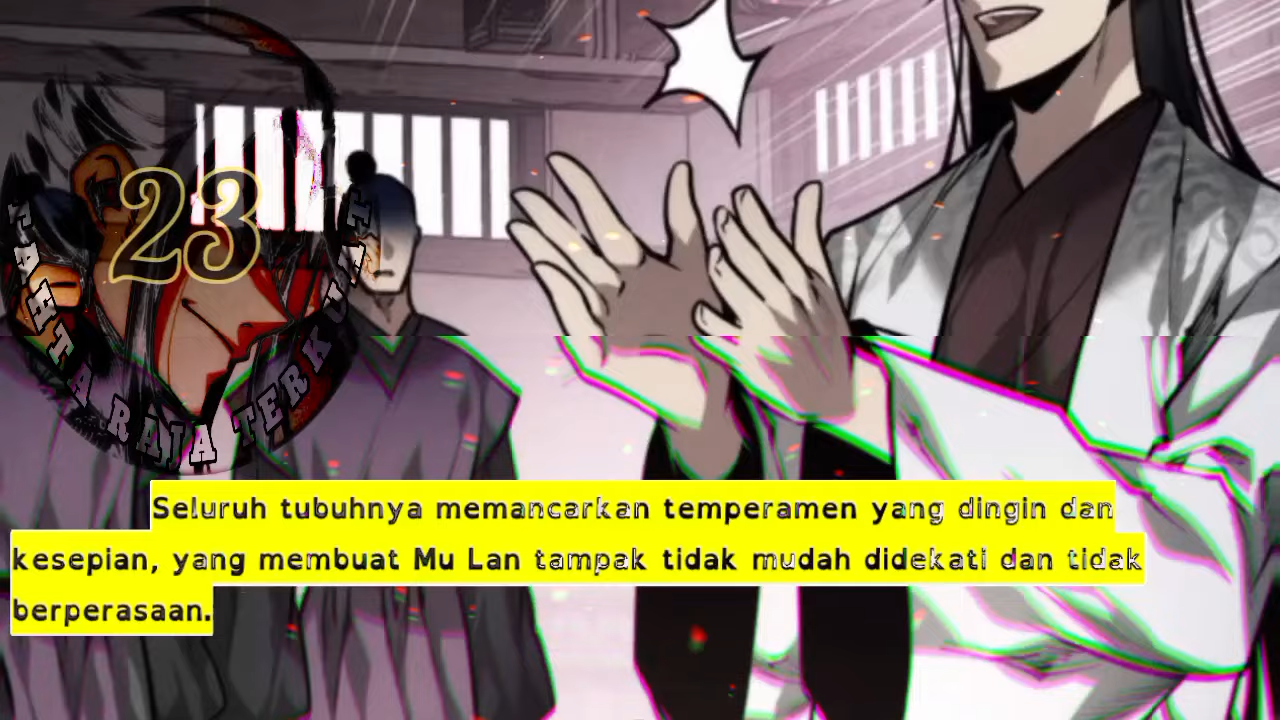 23
TAHTA RAJA TERKUAT
Seluruh tubuhnya memancarkan temperamen yang dingin dan
kesepian, yang membuat Mu Lan tampak tidak mudah didekati dan tidak
berperasaan.